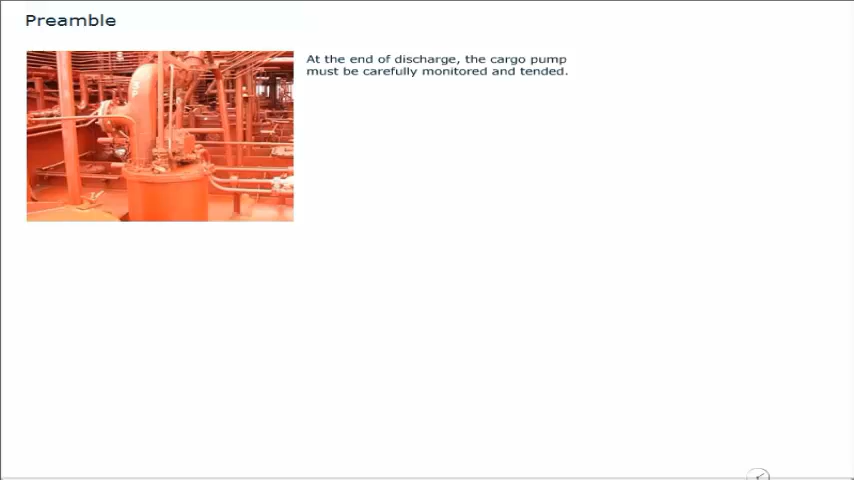 Preamble
At the end of discharge, the cargo pump
must be carefully monitored and tended.